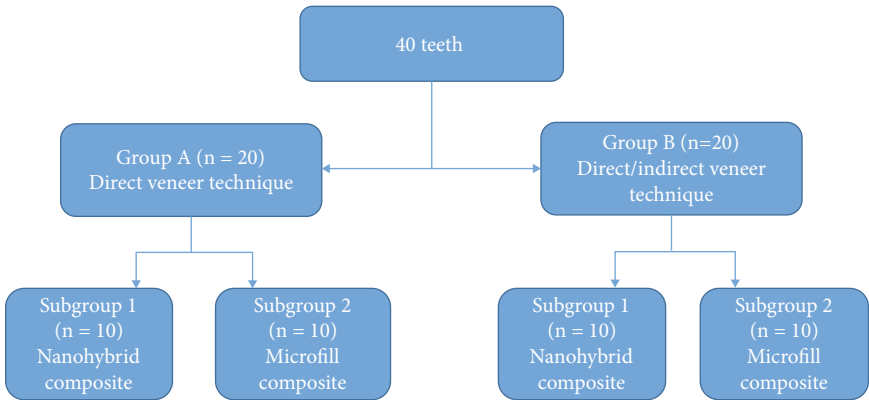 40 teeth
Group A (n = 20)
Direct veneer technique
Group B (n=20)
Direct/indirect veneer
technique
Subgroup 1
(n = 10)
Nanohybrid
composite
Subgroup 2
(n = 10)
Microfill
composite
Subgroup 1
(n = 10)
Nanohybrid
composite
Subgroup 2
(n = 10)
Microfill
composite